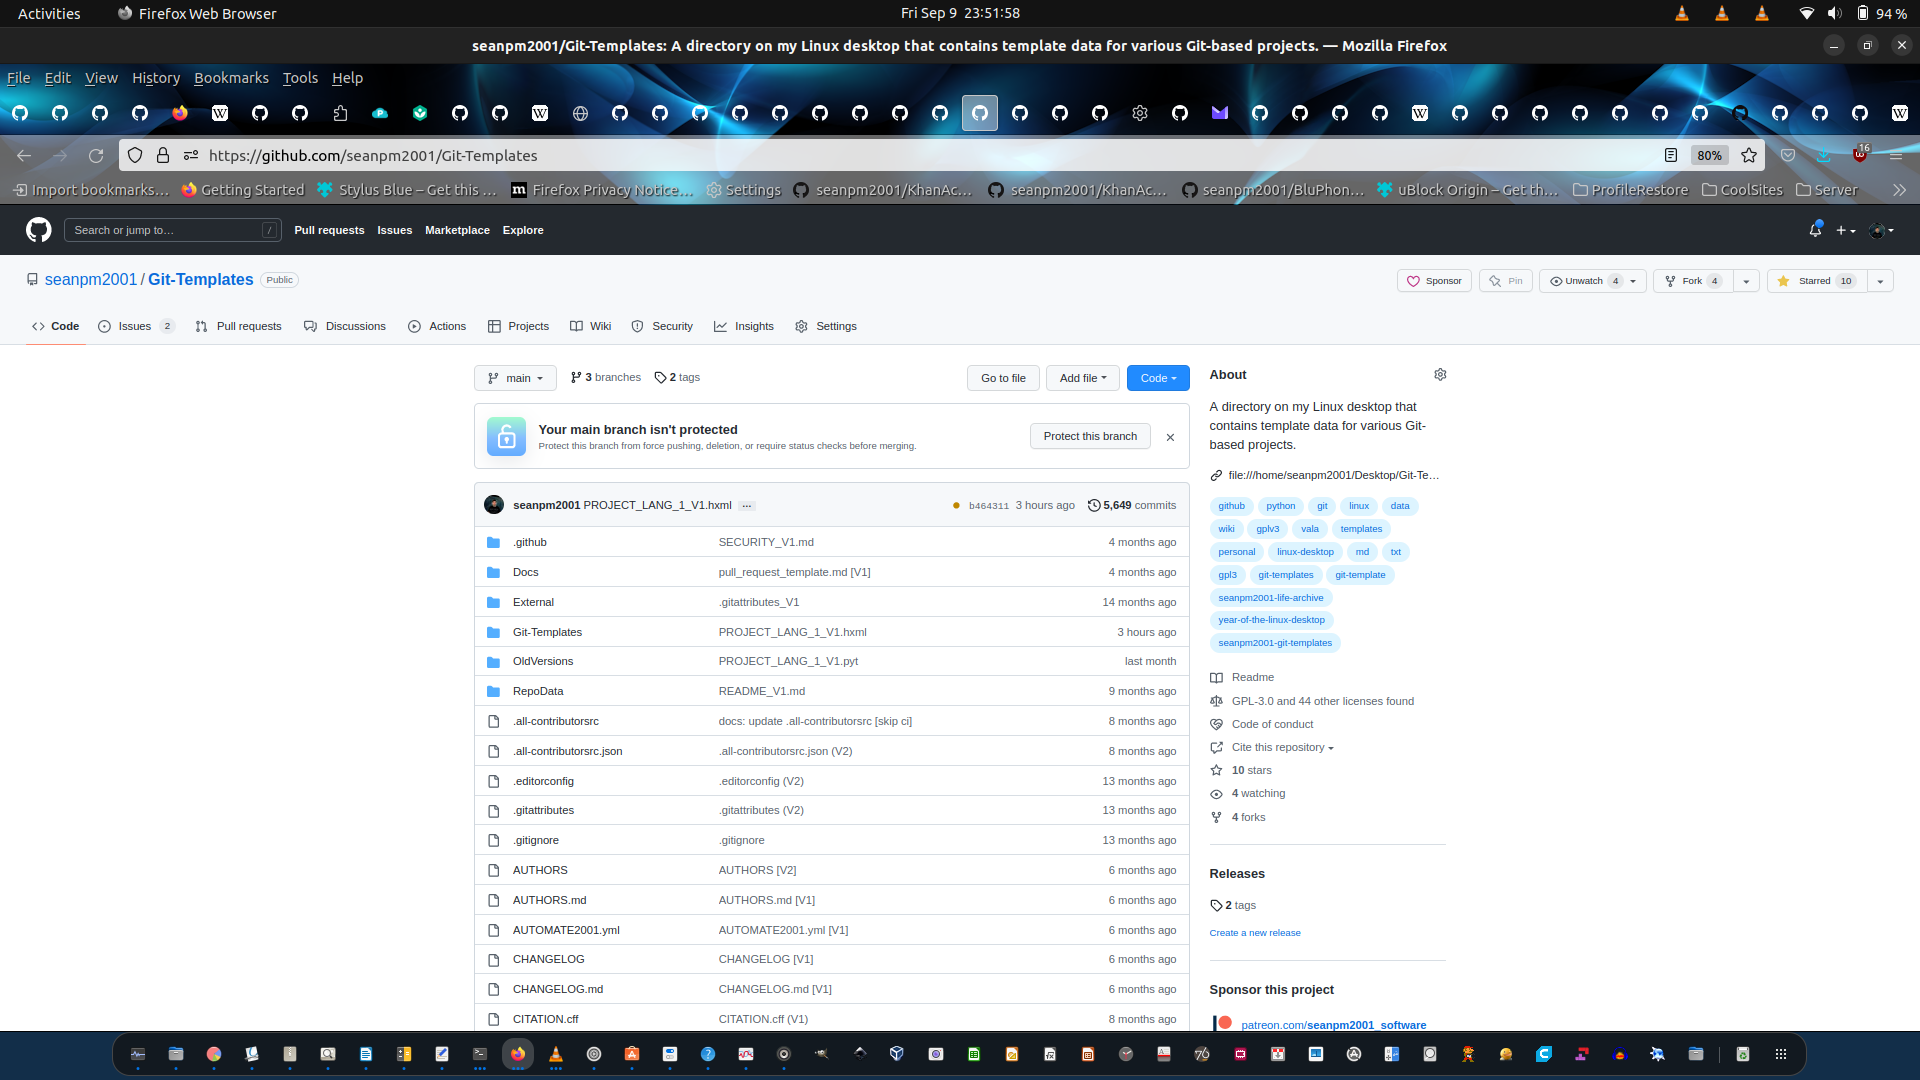 Activities
Firefox Web Browser
Fri Sep 9 23:51:58
94 %
seanpm2001/Git-Templates: A directory on my Linux desktop that contains template data for various Git-based projects. — Mozilla Firefox
File Edit View History Bookmarks Tools Help
https://github.com/seanpm2001/Git-Templates
80%
16
Import bookmarks… Getting Started Stylus Blue – Get this … Firefox Privacy Notice… Settings seanpm2001/KhanAc… seanpm2001/KhanAc… seanpm2001/BluPhon… uBlock Origin – Get th… ProfileRestore CoolSites Server
Search or jump to… /
Pull requests Issues Marketplace Explore
seanpm2001 / Git-Templates Public
Sponsor Pin Unwatch 4 Fork 4 Starred 10
Code Issues 2 Pull requests Discussions Actions Projects Wiki Security Insights Settings
main 3 branches 2 tags Go to file Add file Code
Your main branch isn't protected
Protect this branch from force pushing, deletion, or require status checks before merging.
Protect this branch
seanpm2001 PROJECT_LANG_1_V1.hxml … b464311 3 hours ago 5,649 commits
.github SECURITY_V1.md 4 months ago
Docs pull_request_template.md [V1] 4 months ago
External .gitattributes_V1 14 months ago
Git-Templates PROJECT_LANG_1_V1.hxml 3 hours ago
OldVersions PROJECT_LANG_1_V1.pyt last month
RepoData README_V1.md 9 months ago
.all-contributorsrc docs: update .all-contributorsrc [skip ci] 8 months ago
.all-contributorsrc.json .all-contributorsrc.json (V2) 8 months ago
.editorconfig .editorconfig (V2) 13 months ago
.gitattributes .gitattributes (V2) 13 months ago
.gitignore .gitignore 13 months ago
AUTHORS AUTHORS [V2] 6 months ago
AUTHORS.md AUTHORS.md [V1] 6 months ago
AUTOMATE2001.yml AUTOMATE2001.yml [V1] 6 months ago
CHANGELOG CHANGELOG [V1] 6 months ago
CHANGELOG.md CHANGELOG.md [V1] 6 months ago
CITATION.cff CITATION.cff (V1) 8 months ago
About
A directory on my Linux desktop that
contains template data for various Git-
based projects.
file:///home/seanpm2001/Desktop/Git-Te…
github python git linux data
wiki gplv3 vala templates
personal linux-desktop md txt
gpl3 git-templates git-template
seanpm2001-life-archive
year-of-the-linux-desktop
seanpm2001-git-templates
Readme
GPL-3.0 and 44 other licenses found
Code of conduct
Cite this repository
10 stars
4 watching
4 forks
Releases
2 tags
Create a new release
Sponsor this project
patreon.com/seanpm2001_software